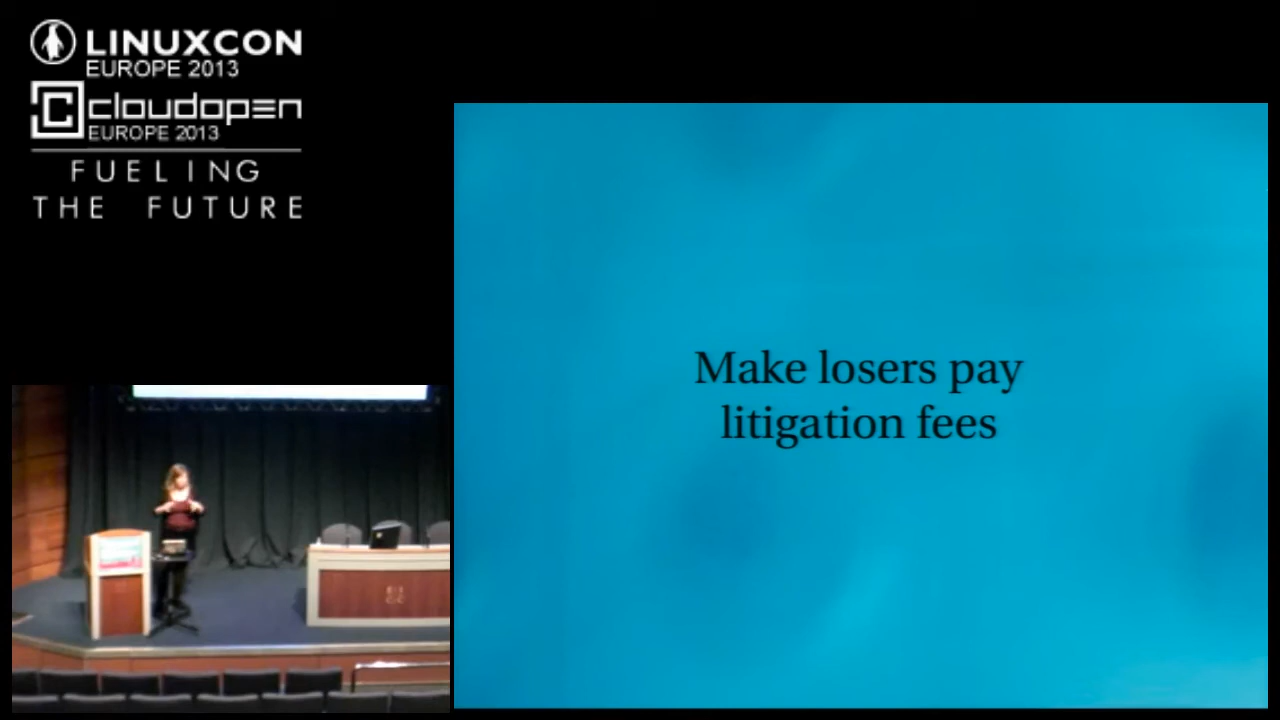 LINUXCON
EUROPE 2013
cloudopen
EUROPE 2013
FUELING
THE FUTURE
Make losers pay
litigation fees